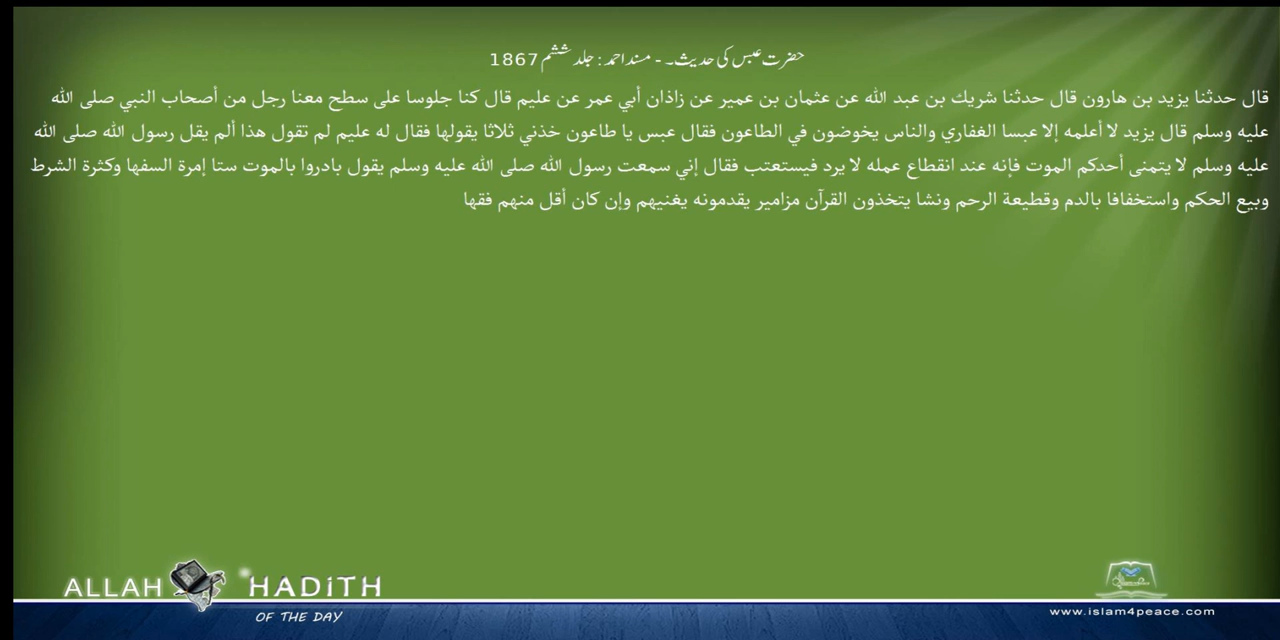 حضرت عبس کی حدیث۔ - مسند احمد : جلد ششم 1867
قال حدثنا يزيد بن هارون قال حدثنا شريك بن عبد الله عن عثمان بن عمير عن زاذان أبي عمر عن عليم قال كنا جلوسا على سطح معنا رجل من أصحاب النبي صلى الله
عليه وسلم قال يزيد لا أعلمه إلا عبسا الغفاري والناس يخوضون في الطاعون فقال عبس يا طاعون خذني ثلاثا يقولها فقال له عليم لم تقول هذا ألم يقل رسول الله صلى الله
عليه وسلم لا يتمنى أحدكم الموت فإنه عند انقطاع عمله لا يرد فيستعتب فقال إني سمعت رسول الله صلى الله عليه وسلم يقول بادروا بالموت ستا إمرة السفها وكثرة الشرط
وبيع الحكم واستخفافا بالدم وقطيعة الرحم ونشا يتخذون القرآن مزامير يقدمونه يغنيهم وإن كان أقل منهم فقها
ALLAH HADITH
OF THE DAY
www.islam4peace.com